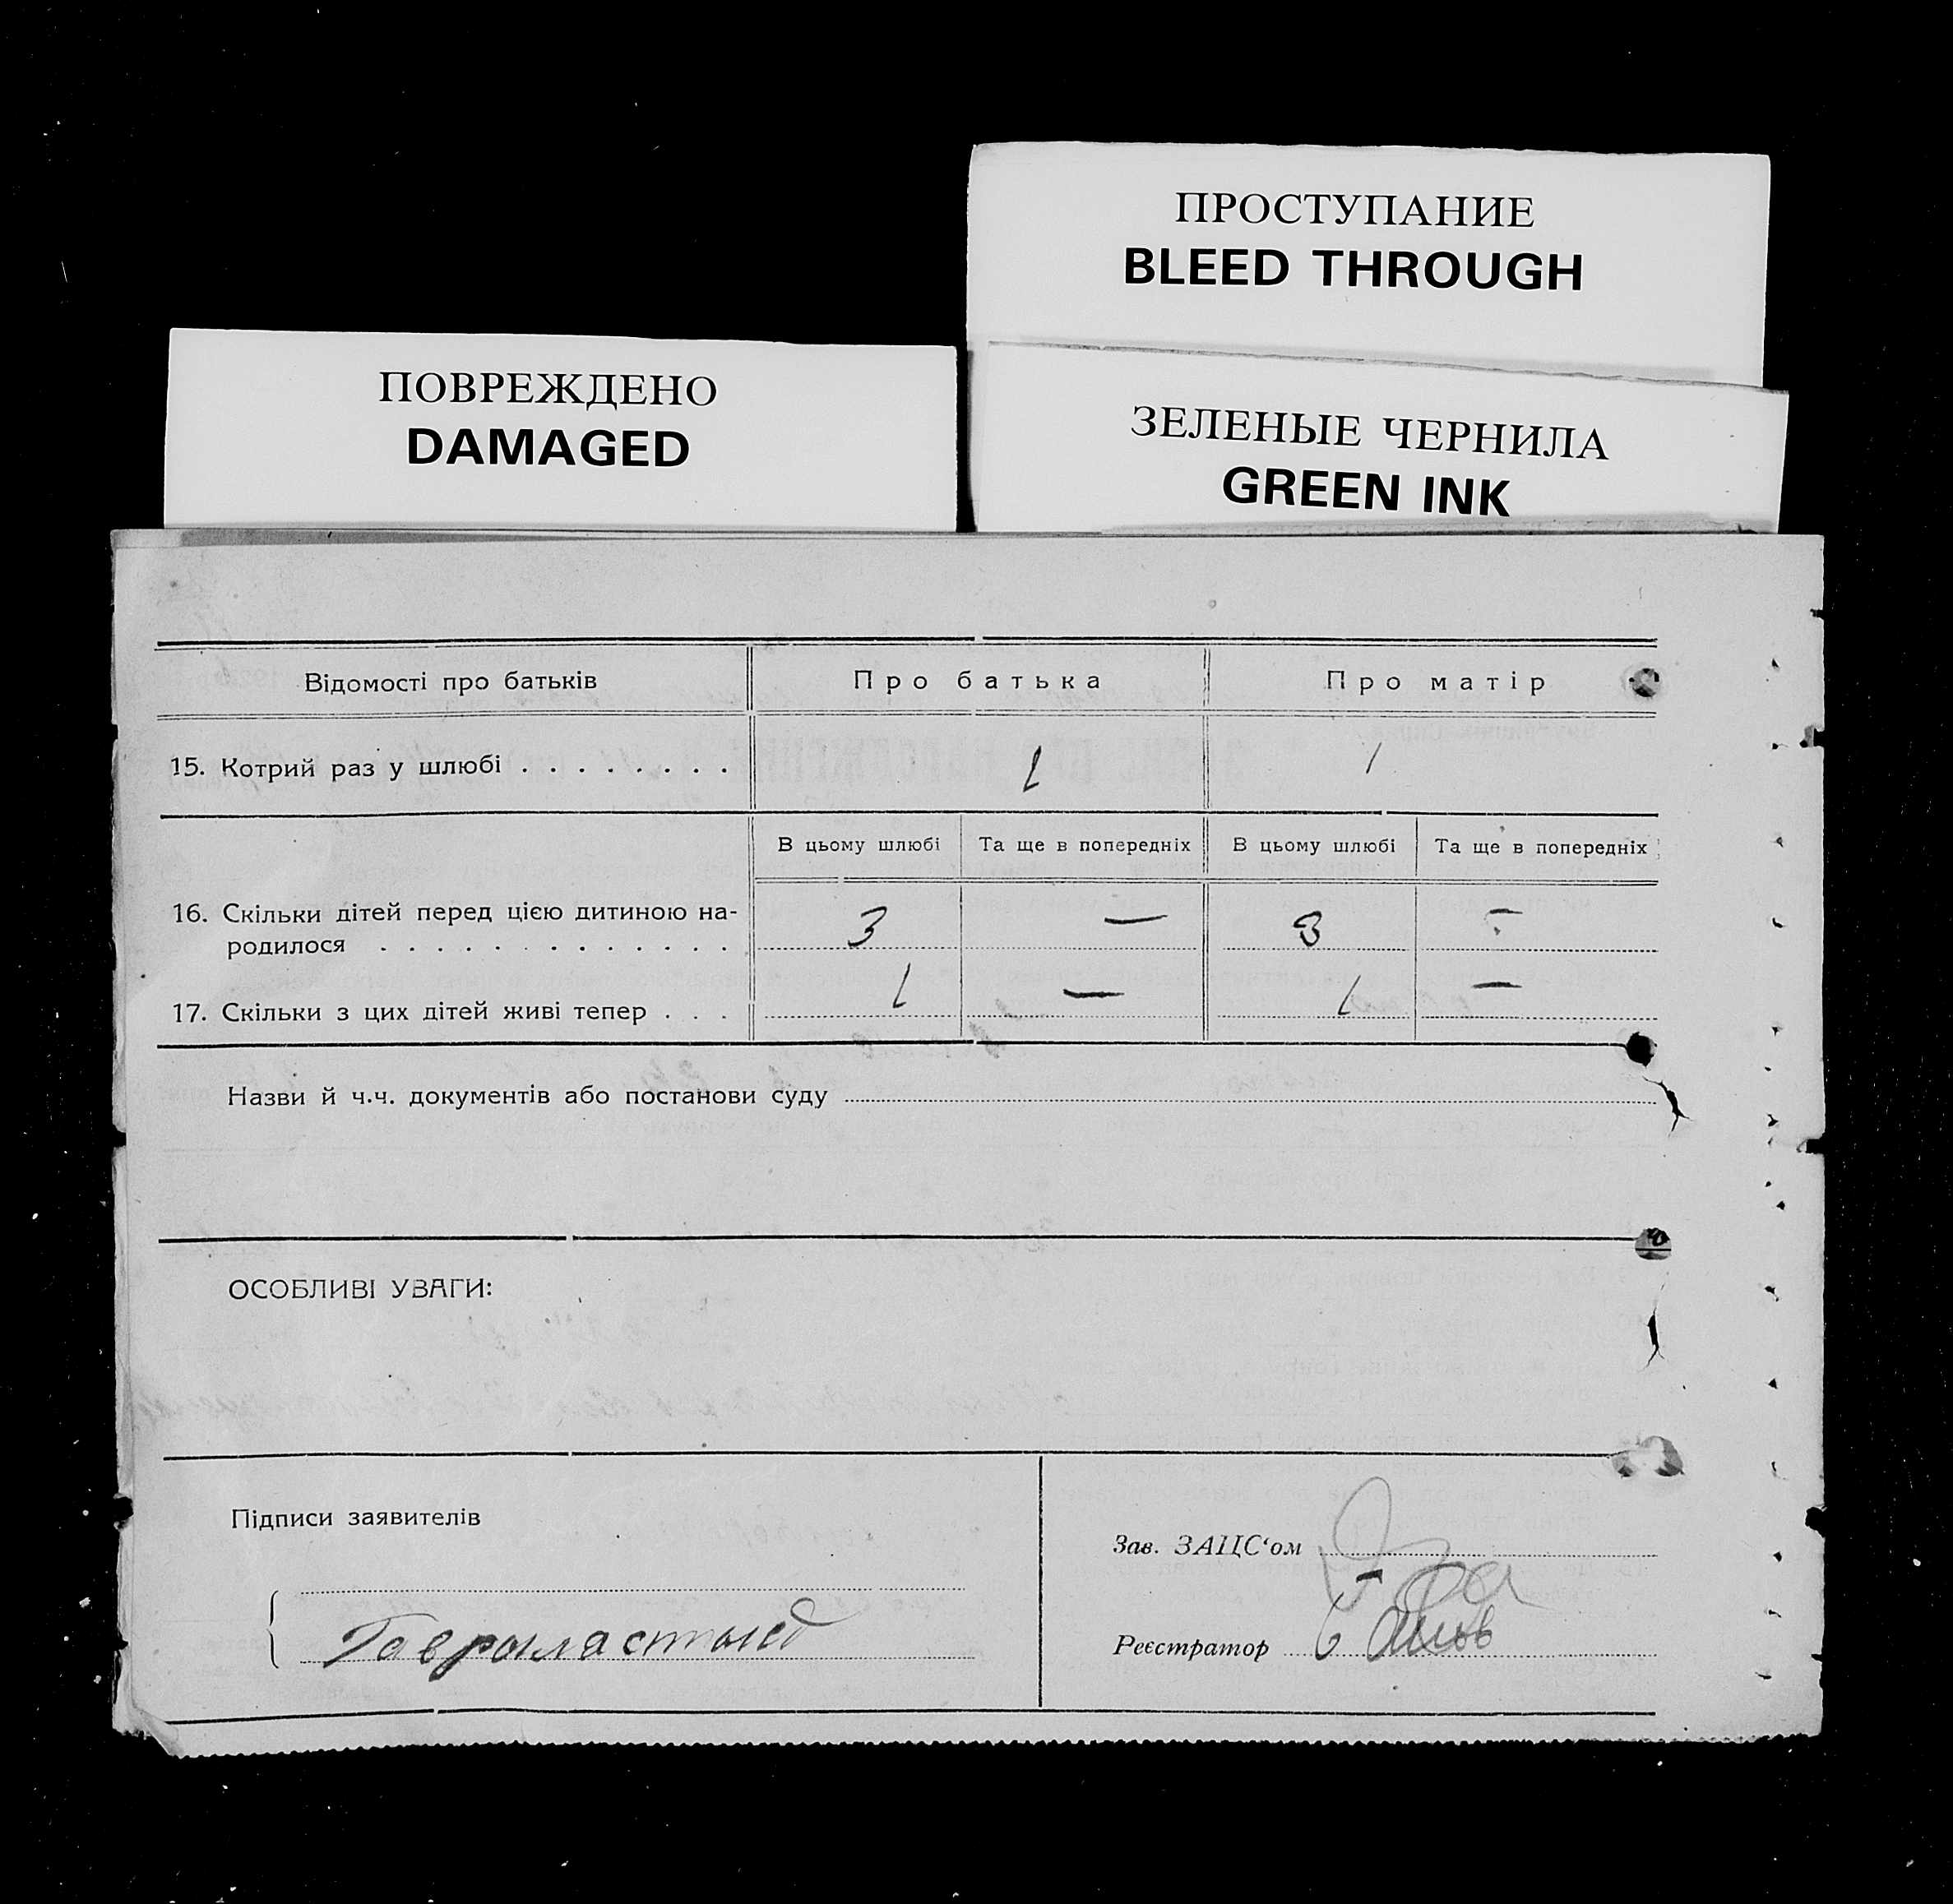 ПРОСТУПАНИЕ
BLEED THROUGH
ПОВРЕЖДЕНО
DAMAGED
ЗЕЛЕНЫЕ ЧЕРНИЛА
GREEN INK
Відомості про батьків Про батька Про матір
15. Котрий раз у шлюбі . . . . . . . . 1 1
В цьому шлюбі Та ще в попередніх В цьому шлюбі Та ще в попередніх
16. Скільки дітей перед цією дитиною на-
родилося . . . . . . . . . . . . . 3 — 3 —
17. Скільки з цих дітей живі тепер . . . 1 — 1 —
Назви й ч.ч. документів або постанови суду
ОСОБЛИВІ УВАГИ:
Підписи заявителів
Зав. ЗАЦС‘ом
Реєстратор